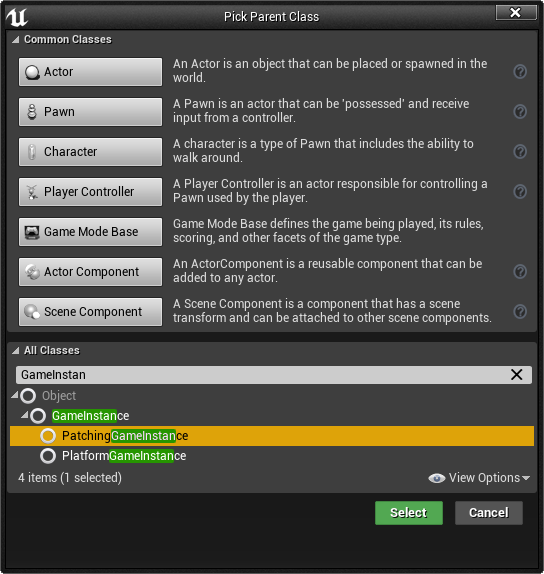 Pick Parent Class
Common Classes
Actor
An Actor is an object that can be placed or spawned in the
world.
Pawn
A Pawn is an actor that can be 'possessed' and receive
input from a controller.
Character
A character is a type of Pawn that includes the ability to
walk around.
Player Controller
A Player Controller is an actor responsible for controlling a
Pawn used by the player.
Game Mode Base
Game Mode Base defines the game being played, its rules,
scoring, and other facets of the game type.
Actor Component
An ActorComponent is a reusable component that can be
added to any actor.
Scene Component
A Scene Component is a component that has a scene
transform and can be attached to other scene components.
All Classes
GameInstan
Object
GameInstance
PatchingGameInstance
PlatformGameInstance
4 items (1 selected)
View Options
Select
Cancel